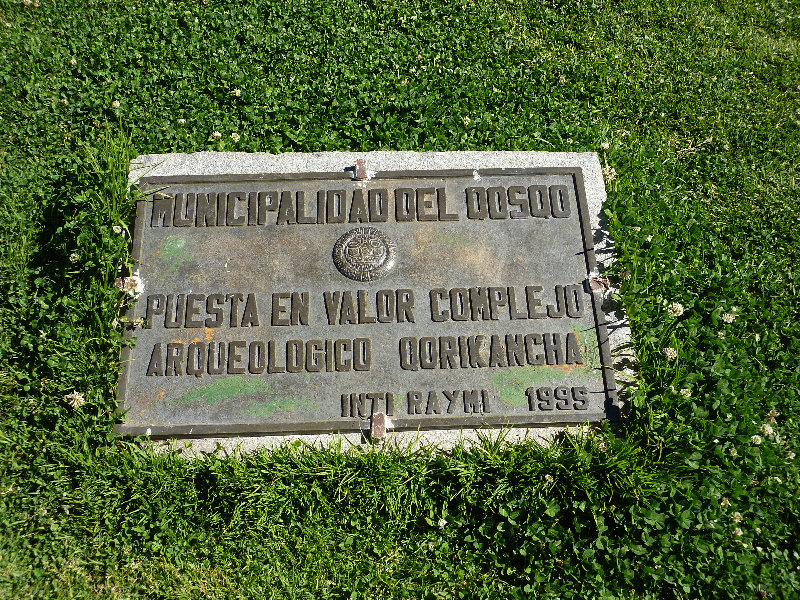 MUNICIPALIDAD DEL QOSQO
PUESTA EN VALOR COMPLEJO
ARQUEOLOGICO QORIKANCHA
INTI RAYMI 1995